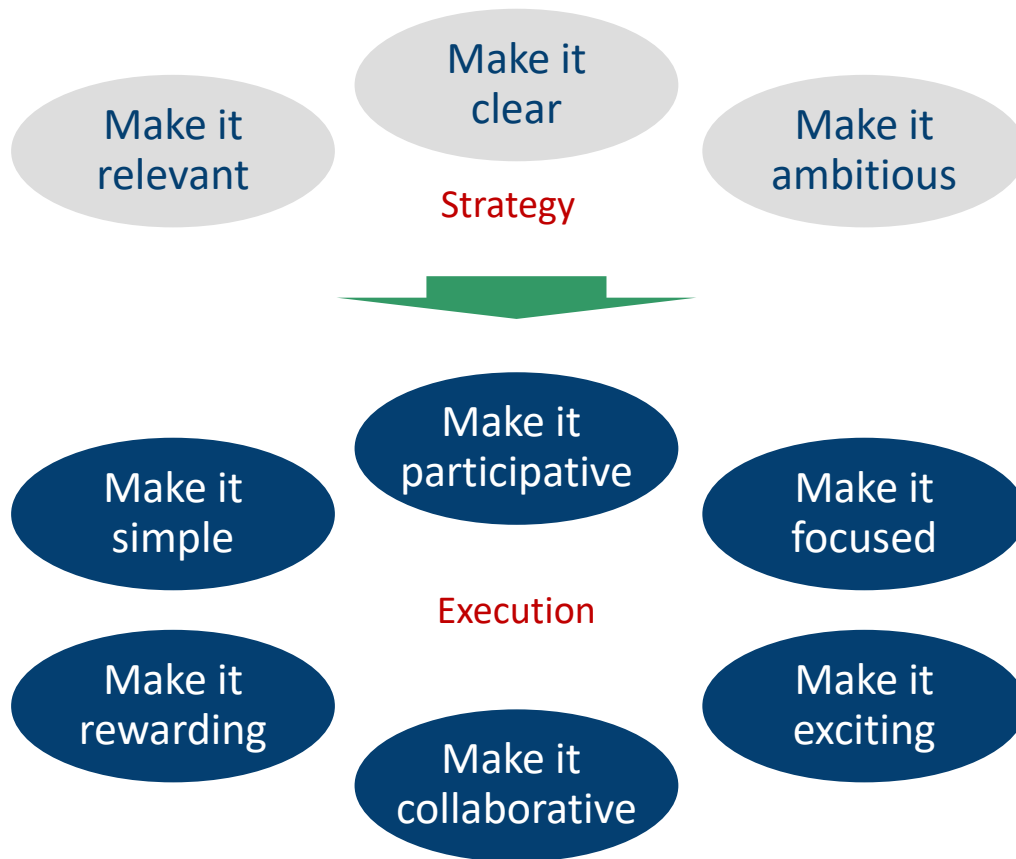 Make it
clear
Make it
relevant
Make it
ambitious
Strategy
Make it
participative
Make it
simple
Make it
focused
Execution
Make it
rewarding
Make it
exciting
Make it
collaborative